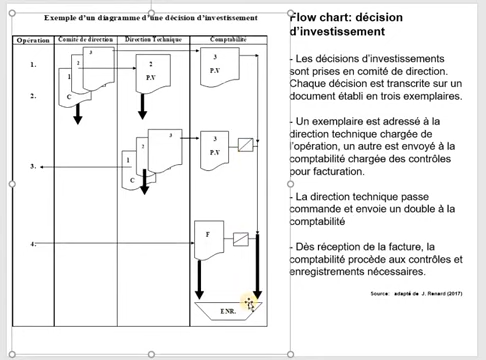 Exemple d'un diagramme d'une décision d'investissement
Opération Comité de direction Direction Technique Comptabilité
1.
3
2
1
C
2
P.V
3
P.V
2.
3
2
1
C
3
P.V
3.
4.
F
ENR.
Flow chart: décision
d'investissement
- Les décisions d'investissements
sont prises en comité de direction.
Chaque décision est transcrite sur un
document établi en trois exemplaires.
- Un exemplaire est adressé à la
direction technique chargée de
l'opération, un autre est envoyé à la
comptabilité chargée des contrôles
pour facturation.
- La direction technique passe
commande et envoie un double à la
comptabilité
- Dès réception de la facture, la
comptabilité procède aux contrôles et
enregistrements nécessaires.
Source: adapté de J. Renard (2017)